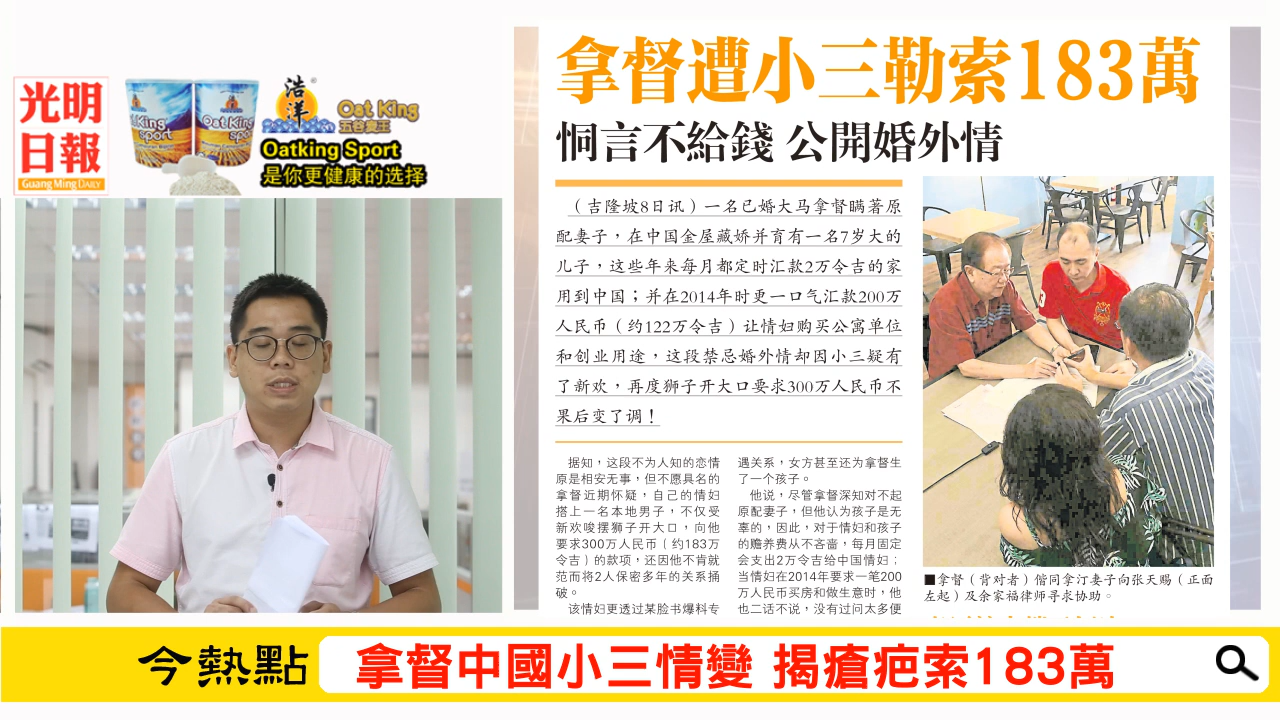 光明
日報
Guang Ming Daily
Oat King
sport
Oat King
sport
浩洋
Oat King
五谷麦王
Oatking Sport
是你更健康的选择
拿督遭小三勒索183萬
恫言不給錢 公開婚外情
（吉隆坡8日讯）一名已婚大马拿督瞒著原
配妻子，在中国金屋藏娇并育有一名7岁大的
儿子，这些年来每月都定时汇款2万令吉的家
用到中国；并在2014年时更一口气汇款200万
人民币（约122万令吉）让情妇购买公寓单位
和创业用途，这段禁忌婚外情却因小三疑有
了新欢，再度狮子开大口要求300万人民币不
果后变了调！
据知，这段不为人知的恋情
原是相安无事，但不愿具名的
拿督近期怀疑，自己的情妇
搭上一名本地男子，不仅受
新欢唆摆狮子开大口，向他
要求300万人民币（约183万
令吉）的款项，还因他不肯就
范而将2人保密多年的关系捅
破。
该情妇更透过某脸书爆料专
遇关系，女方甚至还为拿督生
了一个孩子。
他说，尽管拿督深知对不起
原配妻子，但他认为孩子是无
辜的，因此，对于情妇和孩子
的赡养费从不吝啬，每月固定
会支出2万令吉给中国情妇；
当情妇在2014年要求一笔200
万人民币买房和做生意时，他
也二话不说，没有过问太多便
■拿督（背对者）偕同拿汀妻子向张天赐（正面
左起）及余家福律师寻求协助。
今熱點
拿督中國小三情變 揭瘡疤索183萬